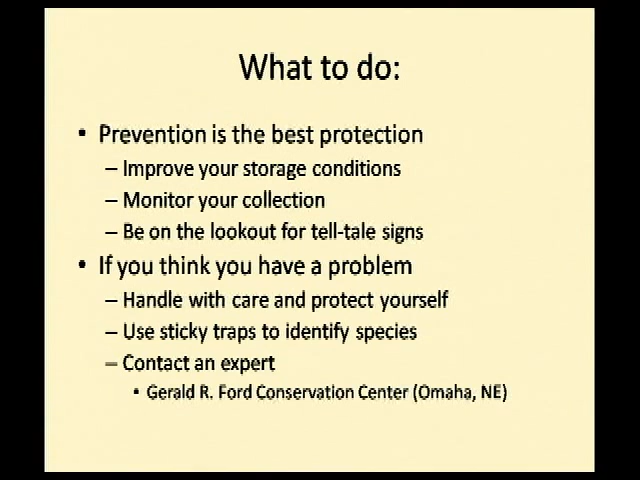 What to do:
• Prevention is the best protection
– Improve your storage conditions
– Monitor your collection
– Be on the lookout for tell-tale signs
• If you think you have a problem
– Handle with care and protect yourself
– Use sticky traps to identify species
– Contact an expert
• Gerald R. Ford Conservation Center (Omaha, NE)